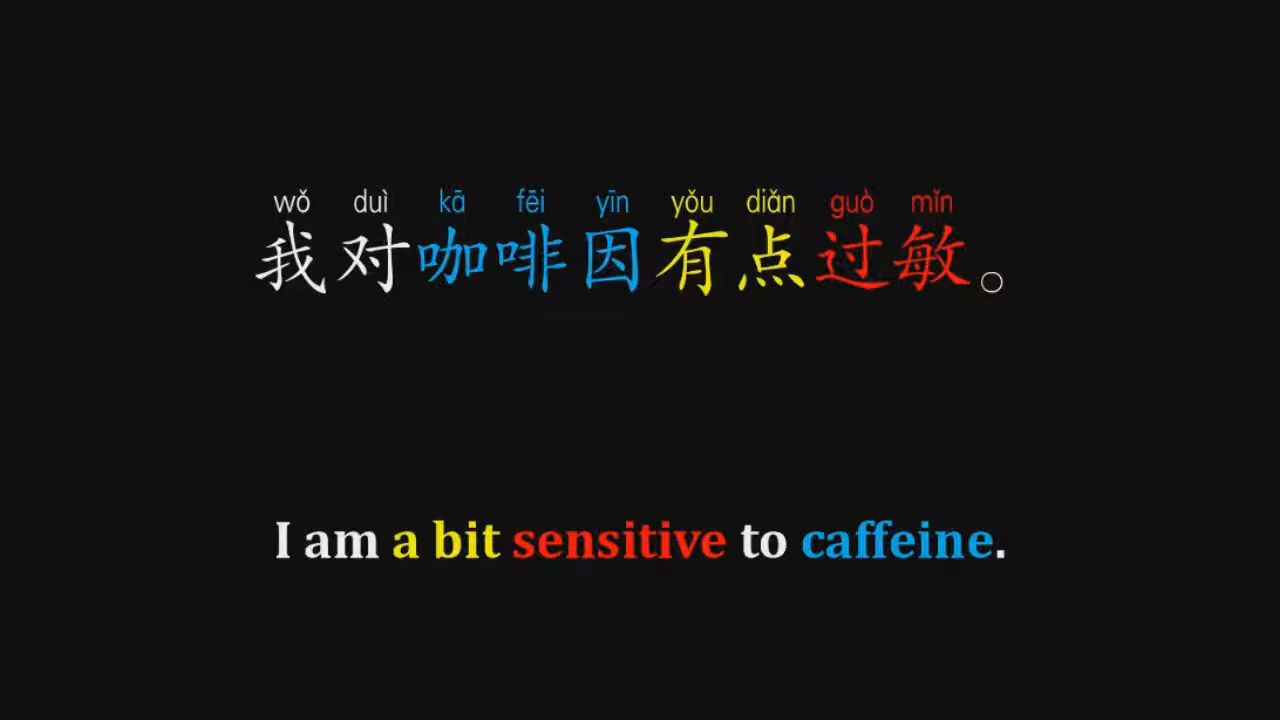 wǒ duì kā fēi yīn yǒu diǎn guò mǐn
我对咖啡因有点过敏。
I am a bit sensitive to caffeine.